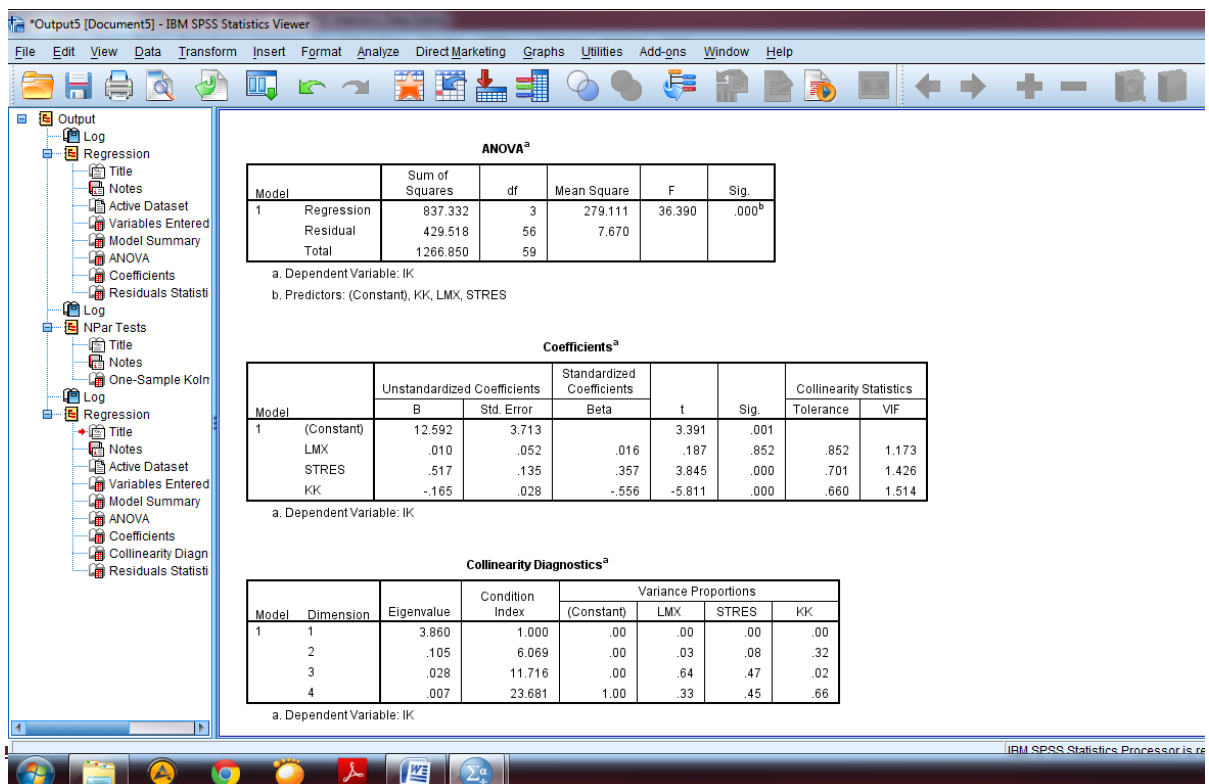 *Output5 [Document5] - IBM SPSS Statistics Viewer
File Edit View Data Transform Insert Format Analyze Direct Marketing Graphs Utilities Add-ons Window Help
Output
Log
Regression
Title
Notes
Active Dataset
Variables Entered
Model Summary
ANOVA
Coefficients
Residuals Statisti
Log
NPar Tests
Title
Notes
One-Sample Kolm
Log
Regression
Title
Notes
Active Dataset
Variables Entered
Model Summary
ANOVA
Coefficients
Collinearity Diagn
Residuals Statisti
ANOVAa
Model Sum of Squares df Mean Square F Sig.
1 Regression 837.332 3 279.111 36.390 .000b
Residual 429.518 56 7.670
Total 1266.850 59
a. Dependent Variable: IK
b. Predictors: (Constant), KK, LMX, STRES
Coefficientsa
Unstandardized Coefficients Standardized Coefficients Collinearity Statistics
Model B Std. Error Beta t Sig. Tolerance VIF
1 (Constant) 12.592 3.713 3.391 .001
LMX .010 .052 .016 .187 .852 .852 1.173
STRES .517 .135 .357 3.845 .000 .701 1.426
KK -.165 .028 -.556 -5.811 .000 .660 1.514
a. Dependent Variable: IK
Collinearity Diagnosticsa
Variance Proportions
Model Dimension Eigenvalue Condition Index (Constant) LMX STRES KK
1 1 3.860 1.000 .00 .00 .00 .00
2 .105 6.069 .00 .03 .08 .32
3 .028 11.716 .00 .64 .47 .02
4 .007 23.681 1.00 .33 .45 .66
a. Dependent Variable: IK
IBM SPSS Statistics Processor is re